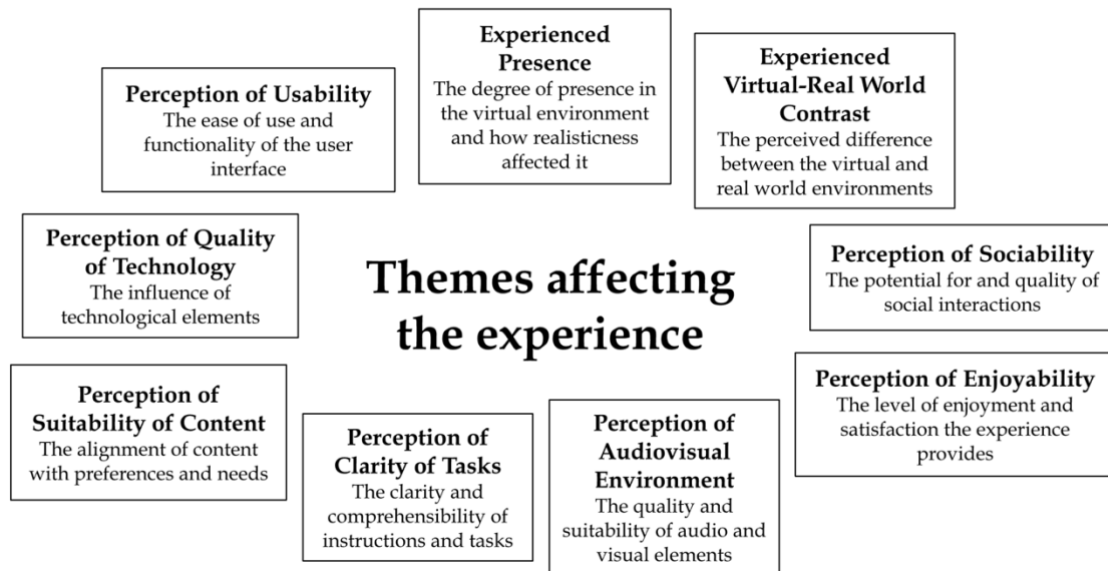 Experienced
Presence
The degree of presence in
the virtual environment
and how realisticness
affected it
Experienced
Virtual-Real World
Contrast
The perceived difference
between the virtual and
real world environments
Perception of Usability
The ease of use and
functionality of the user
interface
Perception of Quality
of Technology
The influence of
technological elements
Themes affecting
the experience
Perception of Sociability
The potential for and quality of
social interactions
Perception of Enjoyability
The level of enjoyment and
satisfaction the experience
provides
Perception of
Suitability of Content
The alignment of content
with preferences and needs
Perception of
Clarity of Tasks
The clarity and
comprehensibility of
instructions and tasks
Perception of
Audiovisual
Environment
The quality and
suitability of audio and
visual elements